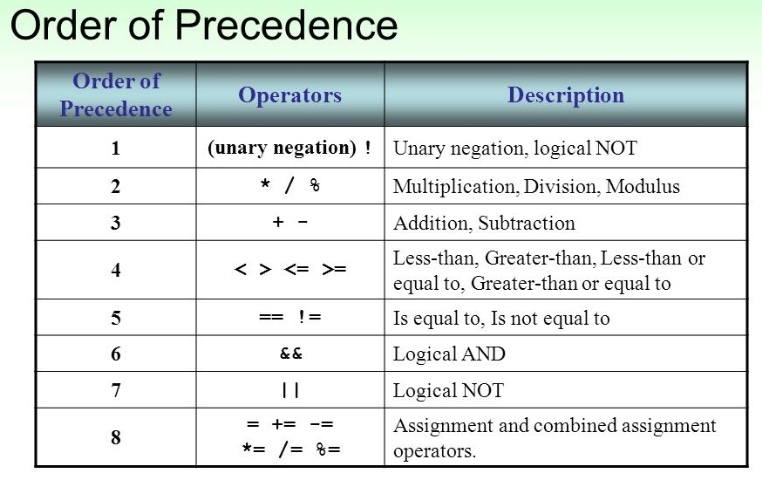 Order of Precedence
Order of
Precedence
Operators
Description
1
(unary negation) !
Unary negation, logical NOT
2
* / %
Multiplication, Division, Modulus
3
+ -
Addition, Subtraction
4
< > <= >=
Less-than, Greater-than, Less-than or
equal to, Greater-than or equal to
5
== !=
Is equal to, Is not equal to
6
&&
Logical AND
7
||
Logical NOT
8
= += -=
*= /= %=
Assignment and combined assignment
operators.